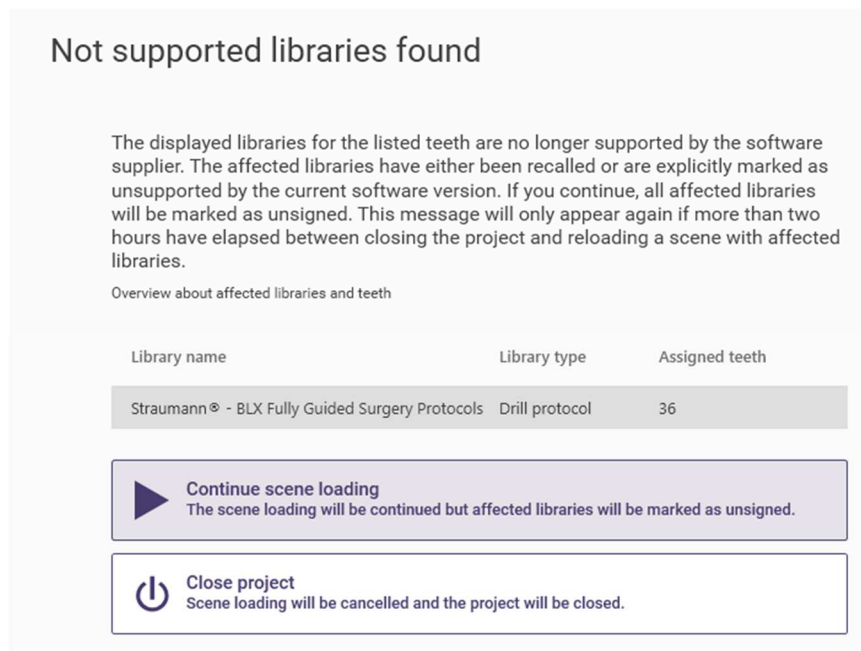 Not supported libraries found
The displayed libraries for the listed teeth are no longer supported by the software
supplier. The affected libraries have either been recalled or are explicitly marked as
unsupported by the current software version. If you continue, all affected libraries
will be marked as unsigned. This message will only appear again if more than two
hours have elapsed between closing the project and reloading a scene with affected
libraries.
Overview about affected libraries and teeth
Library name Library type Assigned teeth
Straumann® - BLX Fully Guided Surgery Protocols Drill protocol 36
Continue scene loading
The scene loading will be continued but affected libraries will be marked as unsigned.
Close project
Scene loading will be cancelled and the project will be closed.